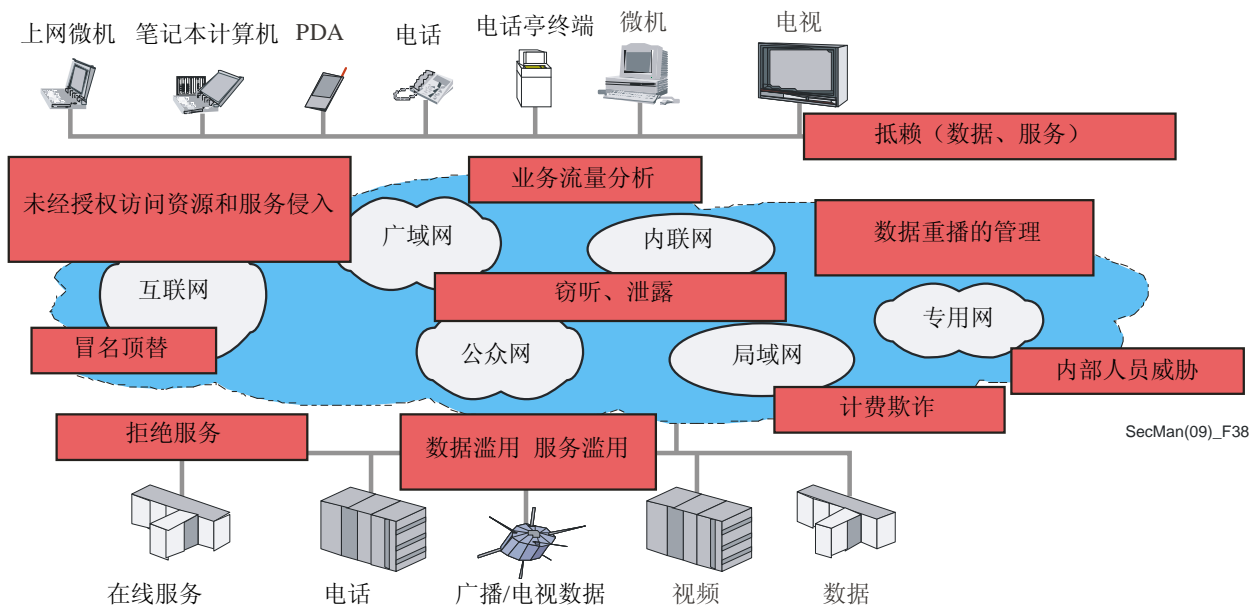 上网微机
笔记本计算机
PDA
电话
电话亭终端
微机
电视
抵赖（数据、服务）
业务流量分析
未经授权访问资源和服务侵入
广域网
内联网
数据重播的管理
互联网
窃听、泄露
专用网
冒名顶替
公众网
局域网
内部人员威胁
计费欺诈
拒绝服务
数据滥用 服务滥用
SecMan(09)_F38
在线服务
电话
广播/电视数据
视频
数据